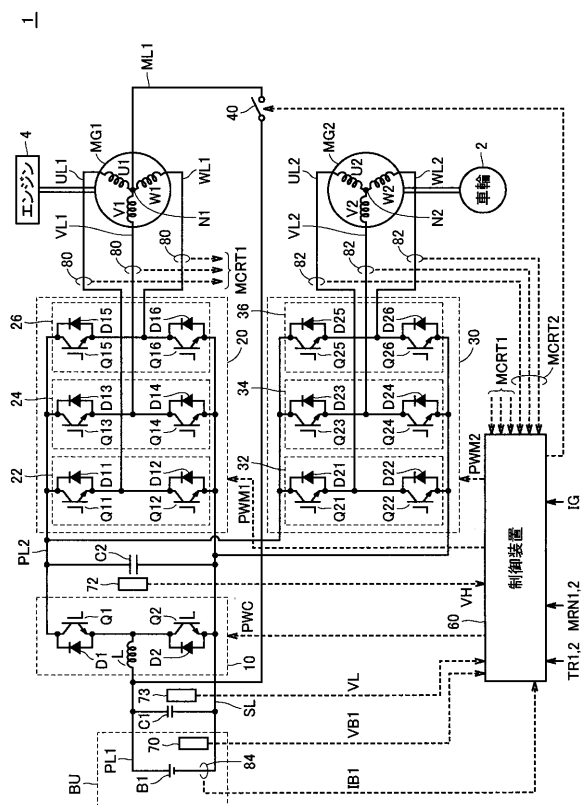 1
エンジン
4
MG1
UL1
U1
V1
W1
VL1
WL1
N1
ML1
40
80
80
80
MCRT1
26
D15
Q15
D16
Q16
24
D13
Q13
D14
Q14
22
D11
Q11
D12
Q12
20
PWM1
MG2
UL2
U2
V2
W2
VL2
WL2
N2
車輪
2
82
82
82
36
D25
Q25
D26
Q26
34
D23
Q23
D24
Q24
32
D21
Q21
D22
Q22
30
PWM2
MCRT1
MCRT2
PL2
C2
72
Q1
D1
L
Q2
D2
10
PWC
VH
60
制御装置
IG
MRN1,2
TR1,2
73
C1
SL
VL
BU
PL1
70
B1
84
VB1
IB1